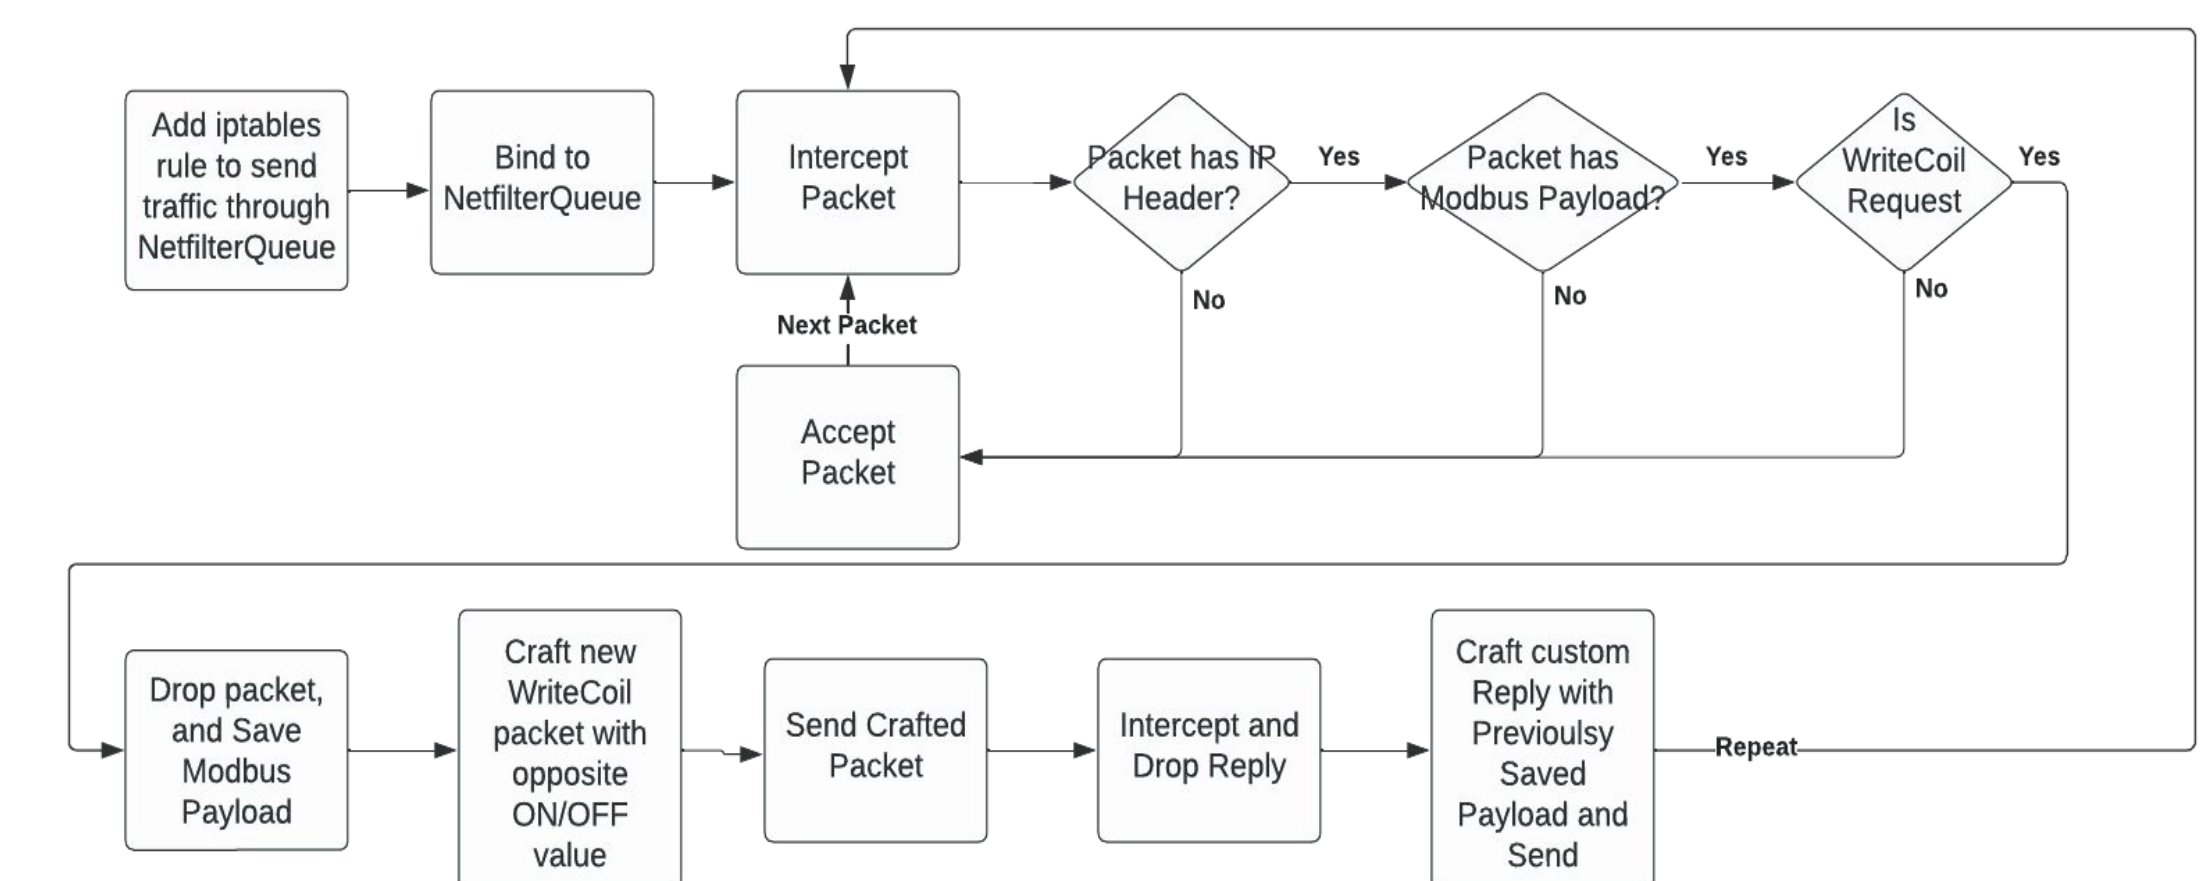 Add iptables
rule to send
traffic through
NetfilterQueue
Bind to
NetfilterQueue
Intercept
Packet
Packet has IP
Header?
Yes
Packet has
Modbus Payload?
Yes
Is
WriteCoil
Request
Yes
No
No
No
Next Packet
Accept
Packet
Drop packet,
and Save
Modbus
Payload
Craft new
WriteCoil
packet with
opposite
ON/OFF
value
Send Crafted
Packet
Intercept and
Drop Reply
Craft custom
Reply with
Previoulsy
Saved
Payload and
Send
Repeat